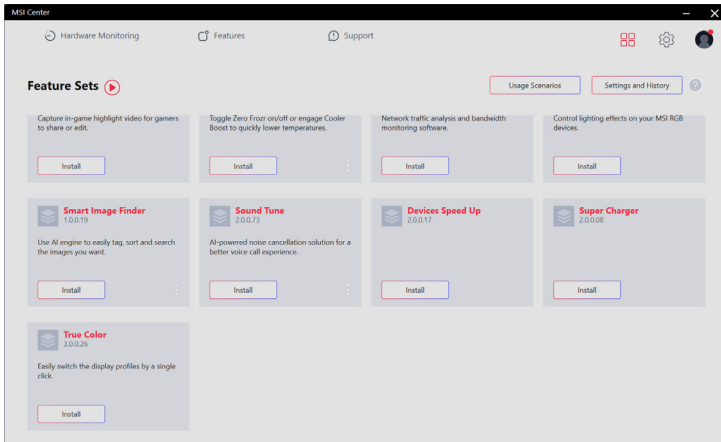 MSI Center
Hardware Monitoring
Features
Support
Feature Sets
Usage Scenarios
Settings and History
?
Capture in-game highlight video for gamers
to share or edit.
Install
Toggle Zero Frozr on/off or engage Cooler
Boost to quickly lower temperatures.
Install
Network traffic analysis and bandwidth
monitoring software.
Install
Control lighting effects on your MSI RGB
devices.
Install
Smart Image Finder
1.0.0.19
Use AI engine to easily tag, sort and search
the images you want.
Install
Sound Tune
2.0.0.73
AI-powered noise cancellation solution for a
better voice call experience.
Install
Devices Speed Up
2.0.0.17
Install
Super Charger
2.0.0.08
Install
True Color
3.0.0.26
Easily switch the display profiles by a single
click.
Install